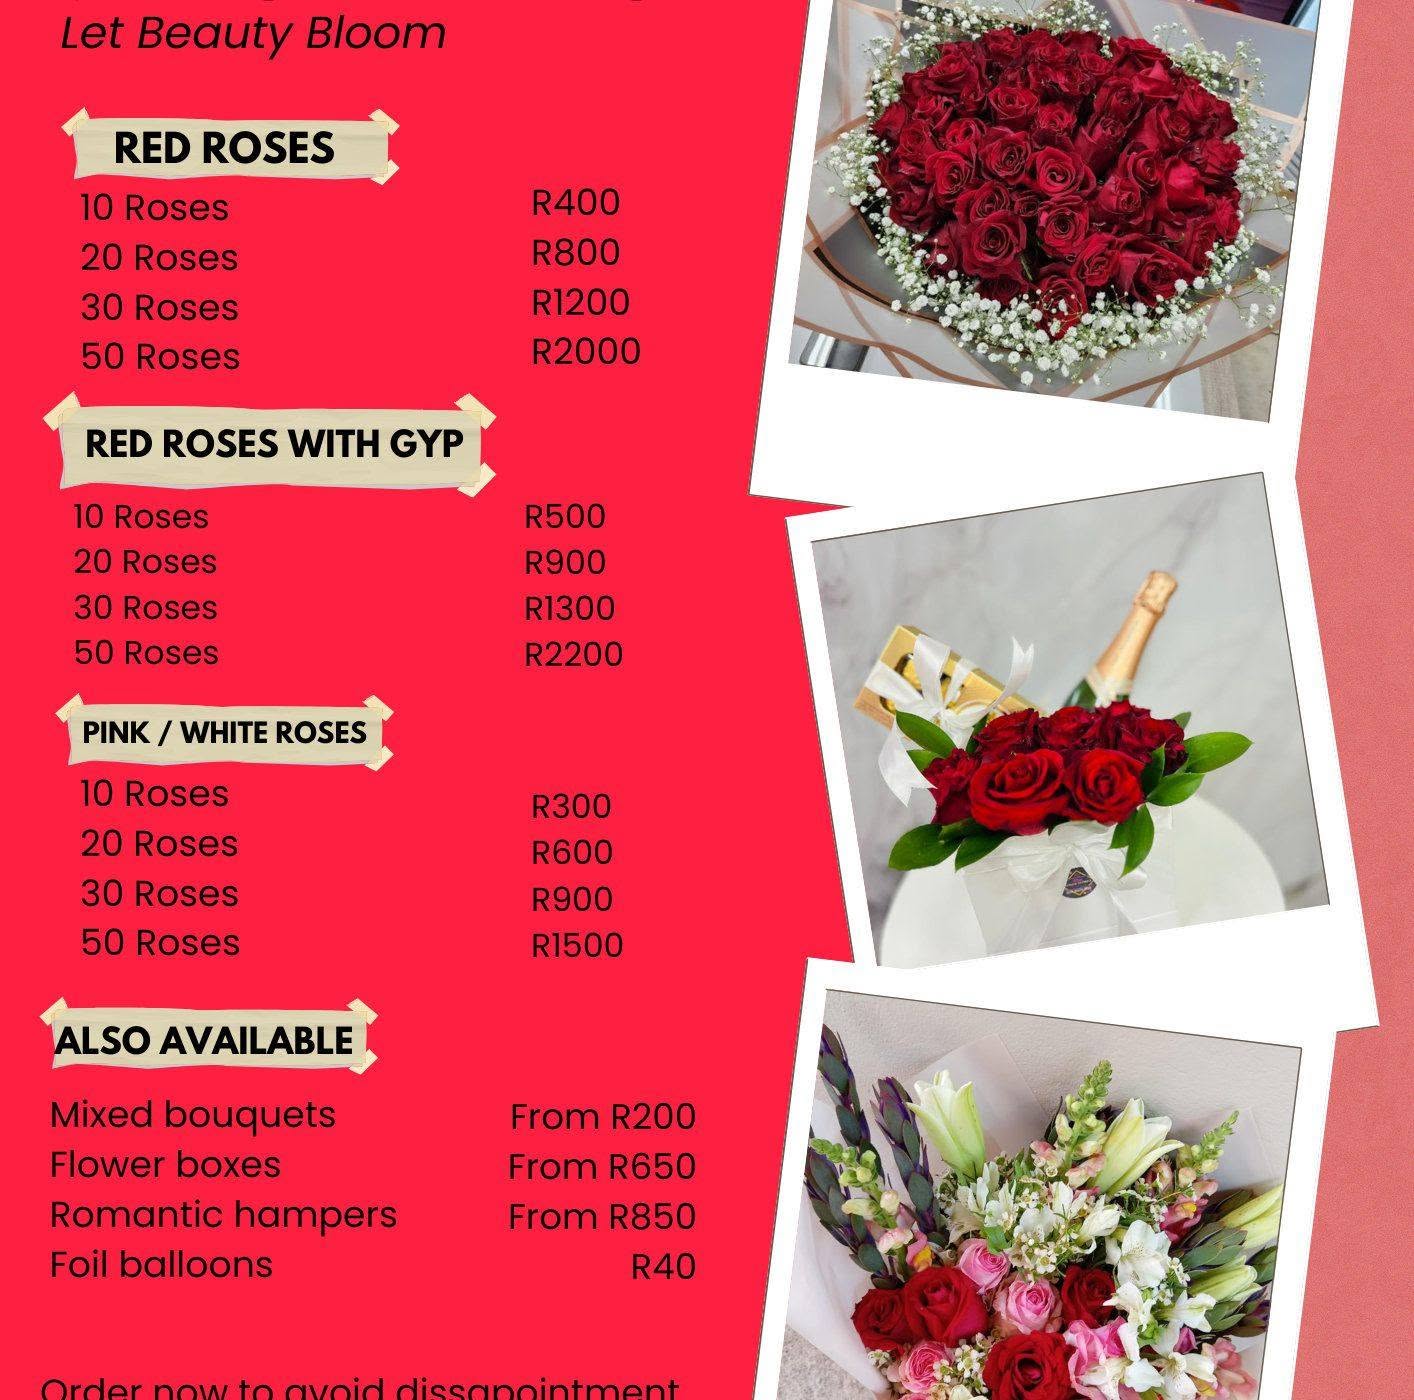 Let Beauty Bloom
RED ROSES
10 Roses R400
20 Roses R800
30 Roses R1200
50 Roses R2000
RED ROSES WITH GYP
10 Roses R500
20 Roses R900
30 Roses R1300
50 Roses R2200
PINK / WHITE ROSES
10 Roses R300
20 Roses R600
30 Roses R900
50 Roses R1500
ALSO AVAILABLE
Mixed bouquets From R200
Flower boxes From R650
Romantic hampers From R850
Foil balloons R40
Order now to avoid dissapointment